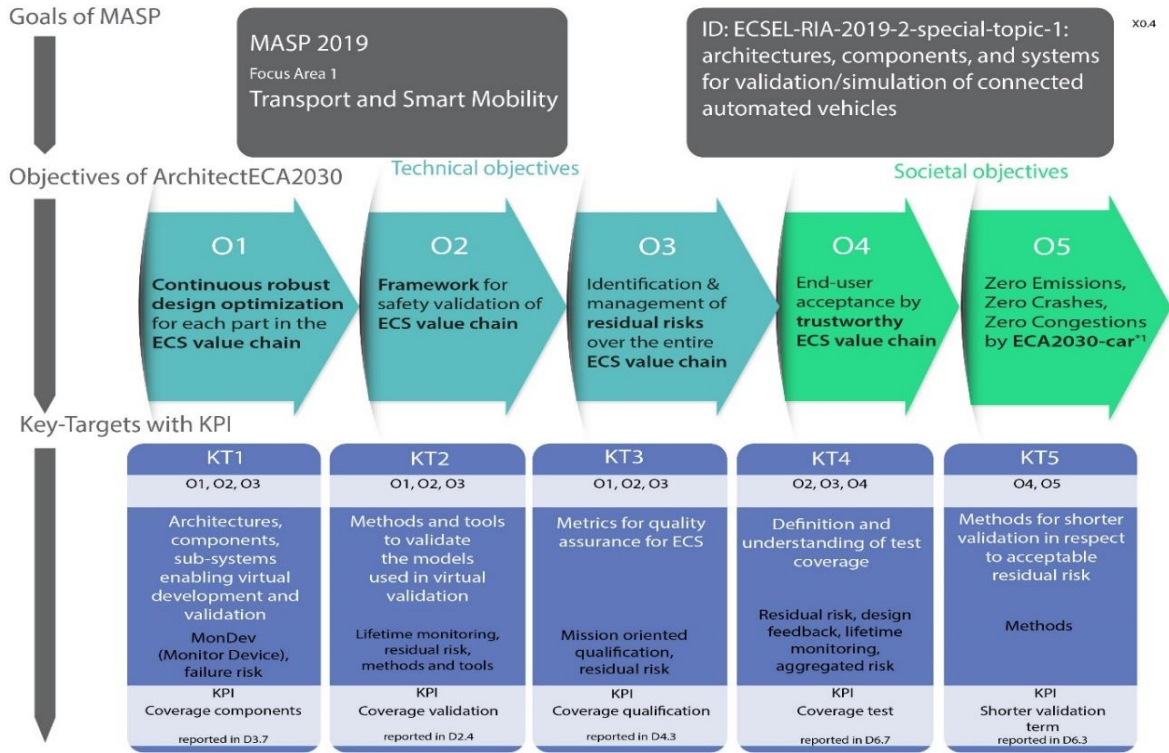 Goals of MASP
MASP 2019
Focus Area 1
Transport and Smart Mobility
ID: ECSEL-RIA-2019-2-special-topic-1:
architectures, components, and systems
for validation/simulation of connected
automated vehicles
X0.4
Objectives of ArchitectECA2030
Technical objectives
Societal objectives
O1
Continuous robust
design optimization
for each part in the
ECS value chain
O2
Framework for
safety validation of
ECS value chain
O3
Identification &
management of
residual risks
over the entire
ECS value chain
O4
End-user
acceptance by
trustworthy
ECS value chain
O5
Zero Emissions,
Zero Crashes,
Zero Congestions
by ECA2030-car*1
Key-Targets with KPI
KT1
O1, O2, O3
Architectures,
components,
sub-systems
enabling virtual
development and
validation
MonDev
(Monitor Device),
failure risk
KPI
Coverage components
reported in D3.7
KT2
O1, O2, O3
Methods and tools
to validate
the models
used in virtual
validation
Lifetime monitoring,
residual risk,
methods and tools
KPI
Coverage validation
reported in D2.4
KT3
O1, O2, O3
Metrics for quality
assurance for ECS
Mission oriented
qualification,
residual risk
KPI
Coverage qualification
reported in D4.3
KT4
O2, O3, O4
Definition and
understanding of test
coverage
Residual risk, design
feedback, lifetime
monitoring,
aggregated risk
KPI
Coverage test
reported in D6.7
KT5
O4, O5
Methods for shorter
validation in respect
to acceptable
residual risk
Methods
KPI
Shorter validation
term
reported in D6.3